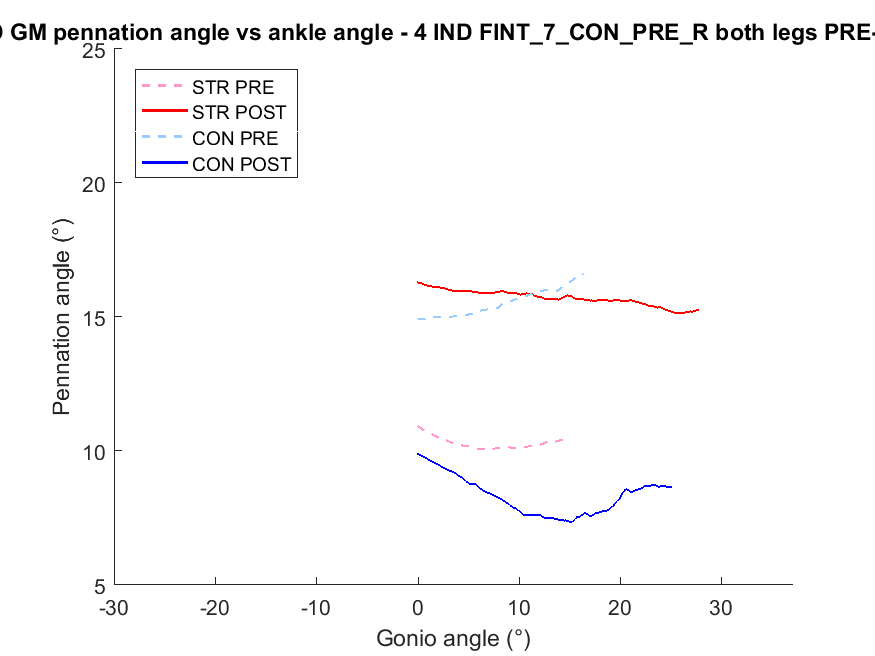 GM pennation angle vs ankle angle - 4 IND FINT_7_CON_PRE_R both legs PRE-
25
20
15
10
5
-30
-20
-10
0
10
20
30
STR PRE
STR POST
CON PRE
CON POST
Pennation angle (°)
Gonio angle (°)